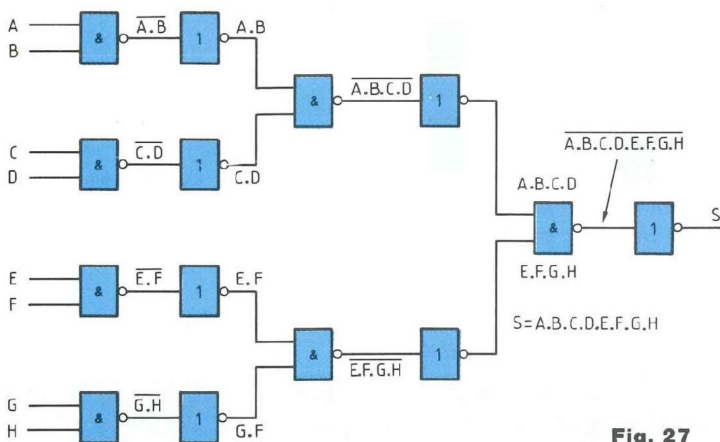 A
B
&
A̅.̅B̅
1
A.B
&
A̅.̅B̅.̅C̅.̅D̅
1
C
D
&
C̅.̅D̅
1
C.D
A̅.̅B̅.̅C̅.̅D̅.̅E̅.̅F̅.̅G̅.̅H̅
A.B.C.D
&
1
S
E.F.G.H
E
F
&
E̅.̅F̅
1
E.F
S=A.B.C.D.E.F.G.H
&
E̅.̅F̅.̅G̅.̅H̅
1
G
H
&
G̅.̅H̅
1
G.F
Fig. 27